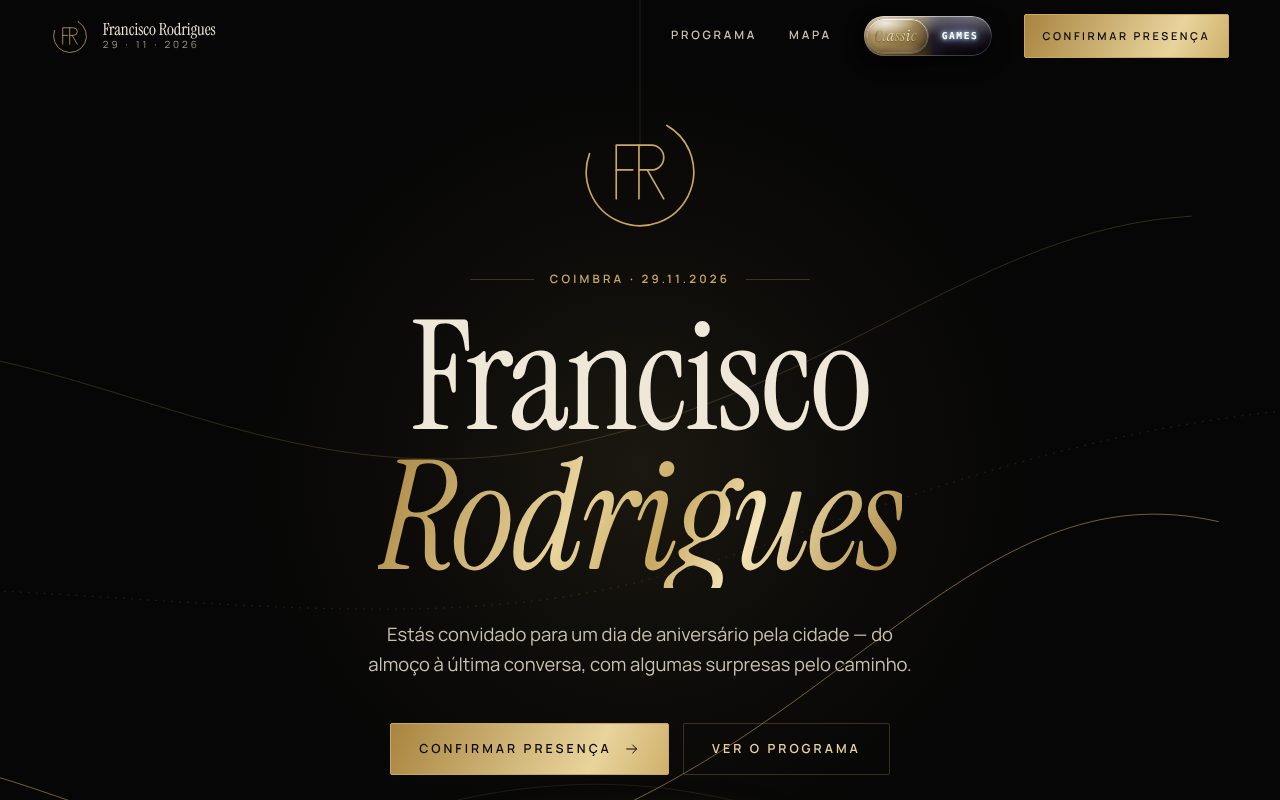 FR
Francisco Rodrigues
29 · 11 · 2026
PROGRAMA
MAPA
Classic
GAMES
CONFIRMAR PRESENÇA
FR
COIMBRA · 29.11.2026
Francisco
Rodrigues
Estás convidado para um dia de aniversário pela cidade — do
almoço à última conversa, com algumas surpresas pelo caminho.
CONFIRMAR PRESENÇA →
VER O PROGRAMA